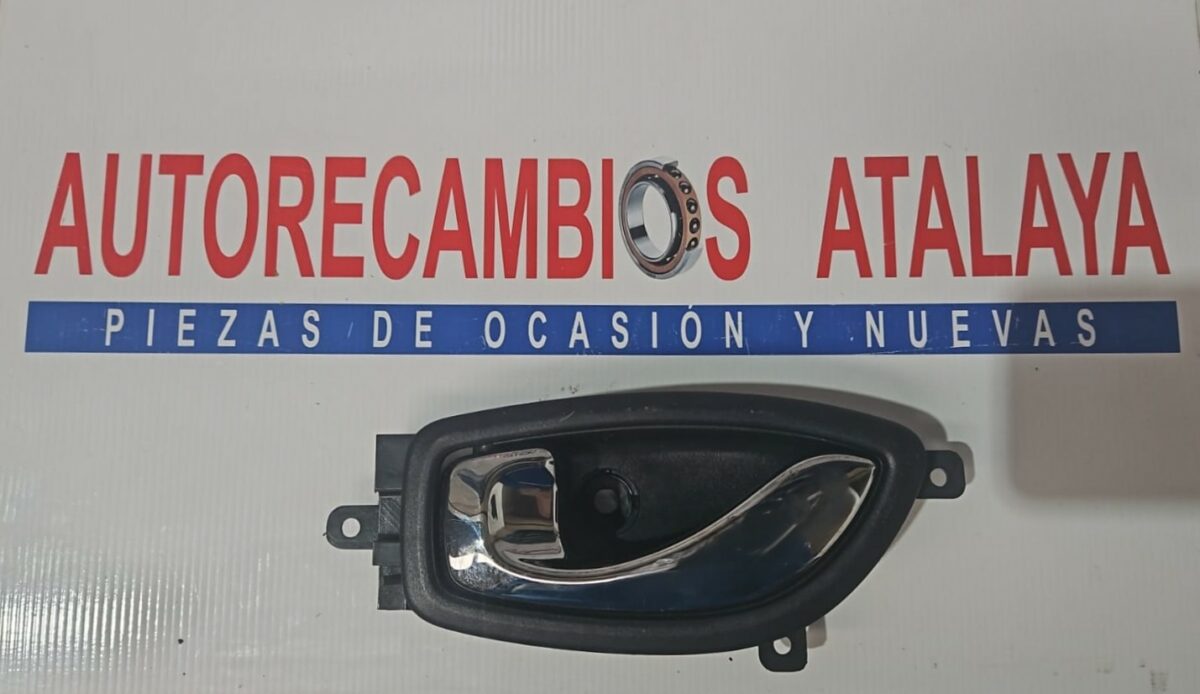 AUTORECAMBIOS ATALAYA
PIEZAS DE OCASIÓN Y NUEVAS